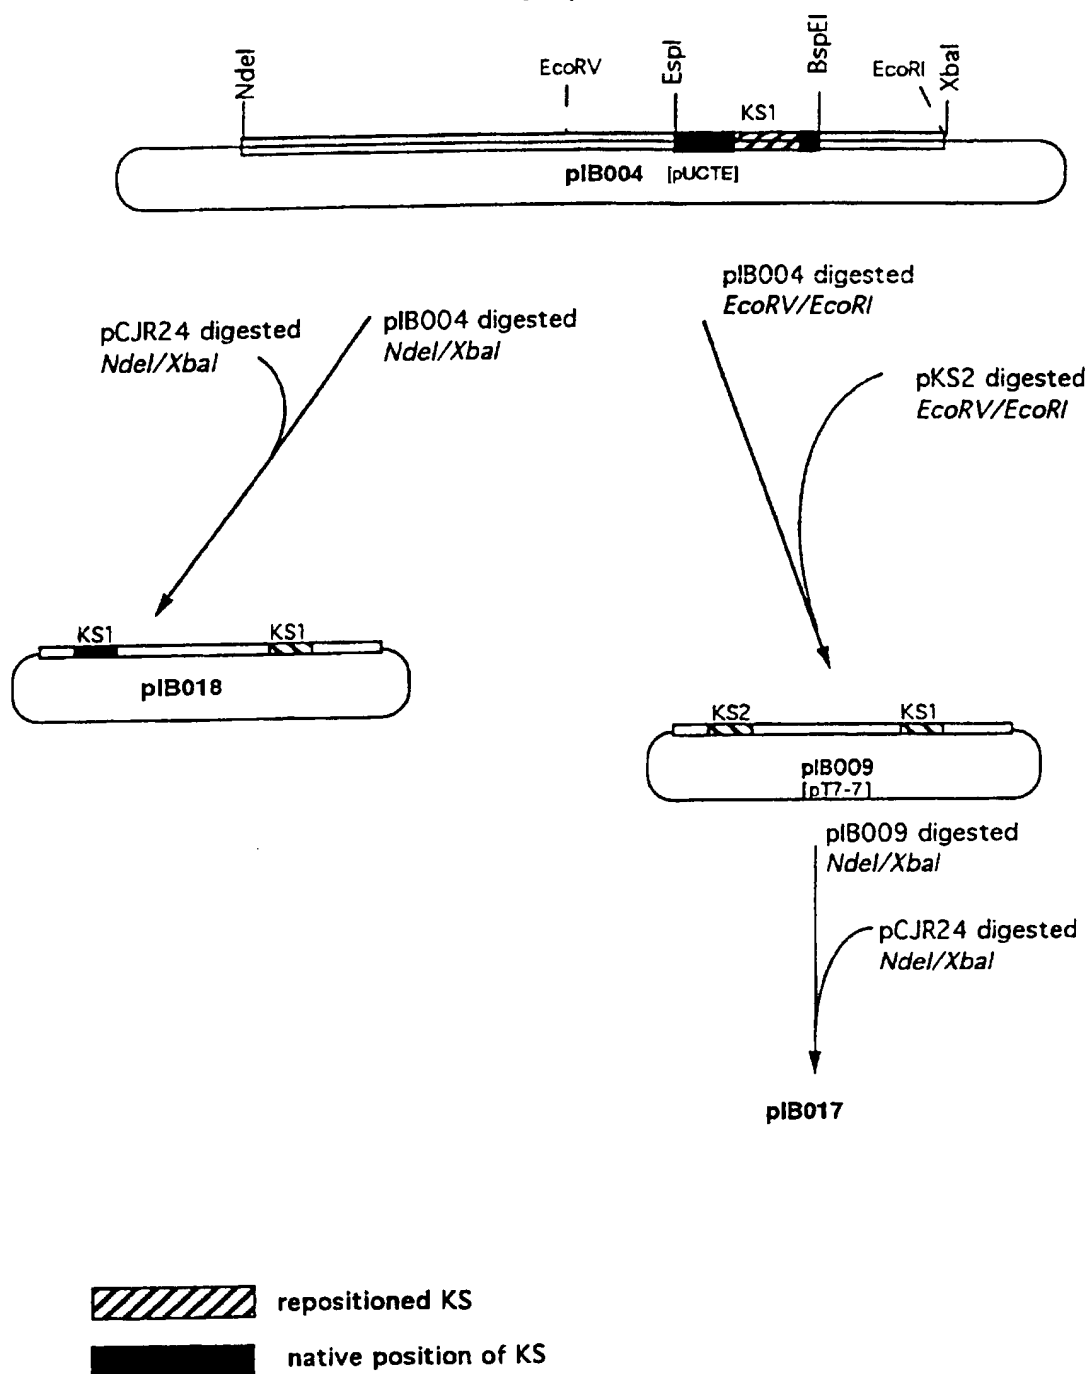 NdeI
EcoRV
EspI
KS1
BspEI
EcoRI
XbaI
pIB004 [pUCTE]
pCJR24 digested
NdeI/XbaI
pIB004 digested
NdeI/XbaI
pIB004 digested
EcoRV/EcoRI
pKS2 digested
EcoRV/EcoRI
KS1 KS1
pIB018
KS2 KS1
pIB009
[pT7-7]
pIB009 digested
NdeI/XbaI
pCJR24 digested
NdeI/XbaI
pIB017
repositioned KS
native position of KS